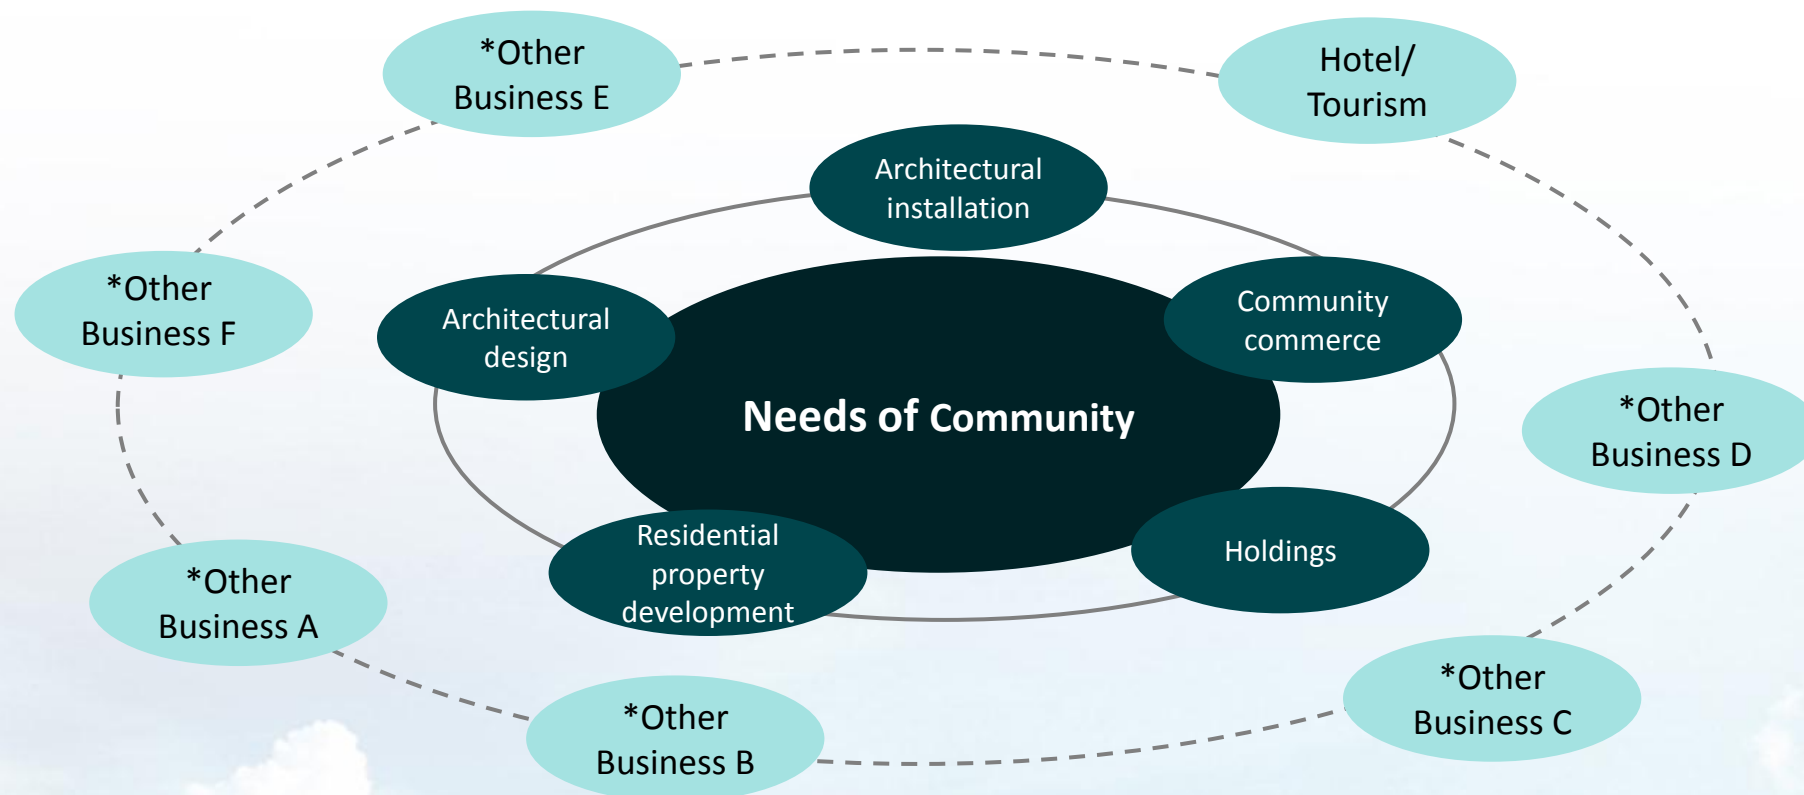 *Other
Business E
Hotel/
Tourism
Architectural
installation
*Other
Business F
Architectural
design
Community
commerce
Needs of Community
*Other
Business D
Residential
property
development
Holdings
*Other
Business A
*Other
Business B
*Other
Business C